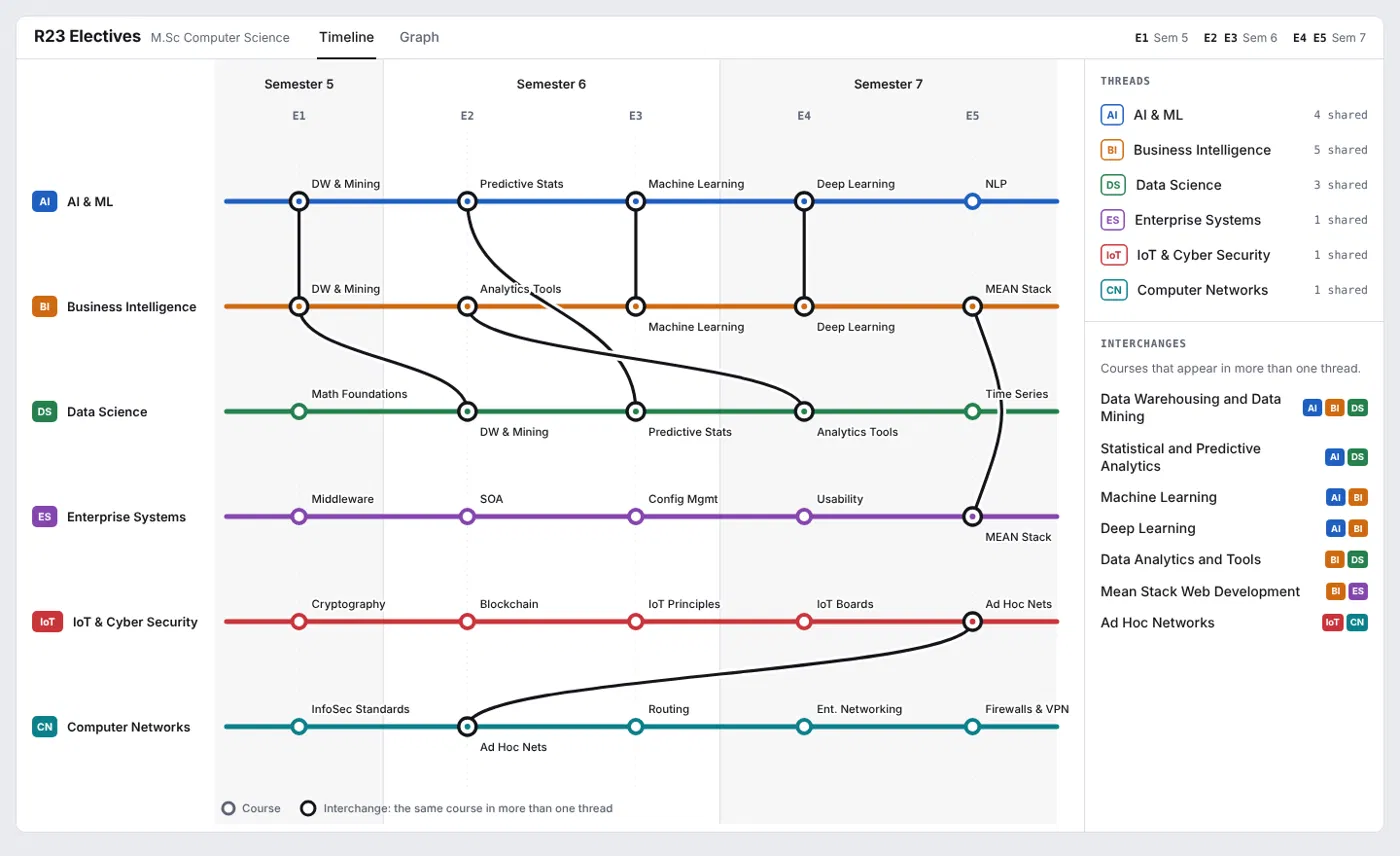 R23 Electives M.Sc Computer Science Timeline Graph E1 Sem 5 E2 E3 Sem 6 E4 E5 Sem 7
Semester 5 Semester 6 Semester 7
E1 E2 E3 E4 E5
DW & Mining Predictive Stats Machine Learning Deep Learning NLP
AI AI & ML
DW & Mining Analytics Tools MEAN Stack
BI Business Intelligence
Machine Learning Deep Learning
Math Foundations Time Series
DS Data Science
DW & Mining Predictive Stats Analytics Tools
Middleware SOA Config Mgmt Usability
ES Enterprise Systems
MEAN Stack
Cryptography Blockchain IoT Principles IoT Boards Ad Hoc Nets
IoT IoT & Cyber Security
InfoSec Standards Routing Ent. Networking Firewalls & VPN
CN Computer Networks
Ad Hoc Nets
Course Interchange: the same course in more than one thread
THREADS
AI AI & ML 4 shared
BI Business Intelligence 5 shared
DS Data Science 3 shared
ES Enterprise Systems 1 shared
IoT IoT & Cyber Security 1 shared
CN Computer Networks 1 shared
INTERCHANGES
Courses that appear in more than one thread.
Data Warehousing and Data
Mining AI BI DS
Statistical and Predictive
Analytics AI DS
Machine Learning AI BI
Deep Learning AI BI
Data Analytics and Tools BI DS
Mean Stack Web Development BI ES
Ad Hoc Networks IoT CN